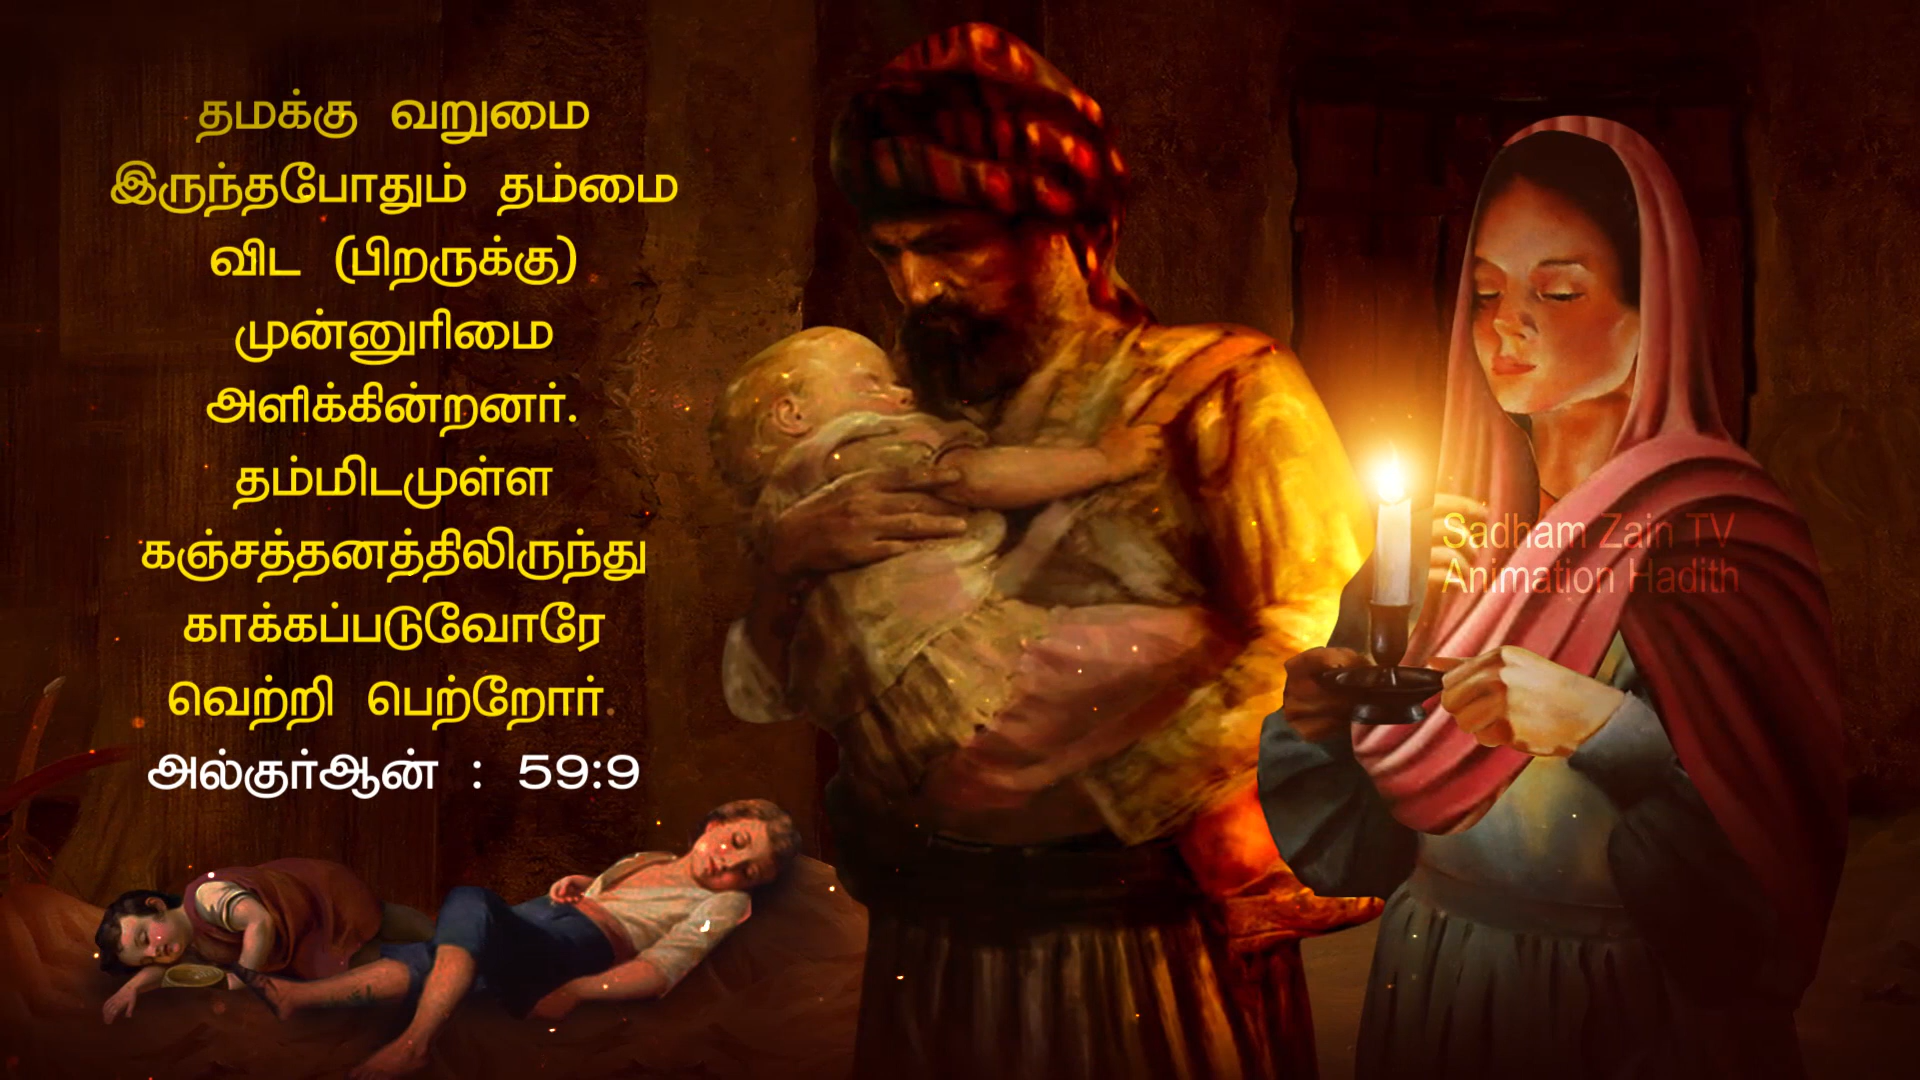 தமக்கு வறுமை
இருந்தபோதும் தம்மை
விட (பிறருக்கு)
முன்னுரிமை
அளிக்கின்றனர்.
தம்மிடமுள்ள
கஞ்சத்தனத்திலிருந்து
காக்கப்படுவோரே
வெற்றி பெற்றோர்.
அல்குர்ஆன் : 59:9
Sadham Zain TV
Animation Hadith